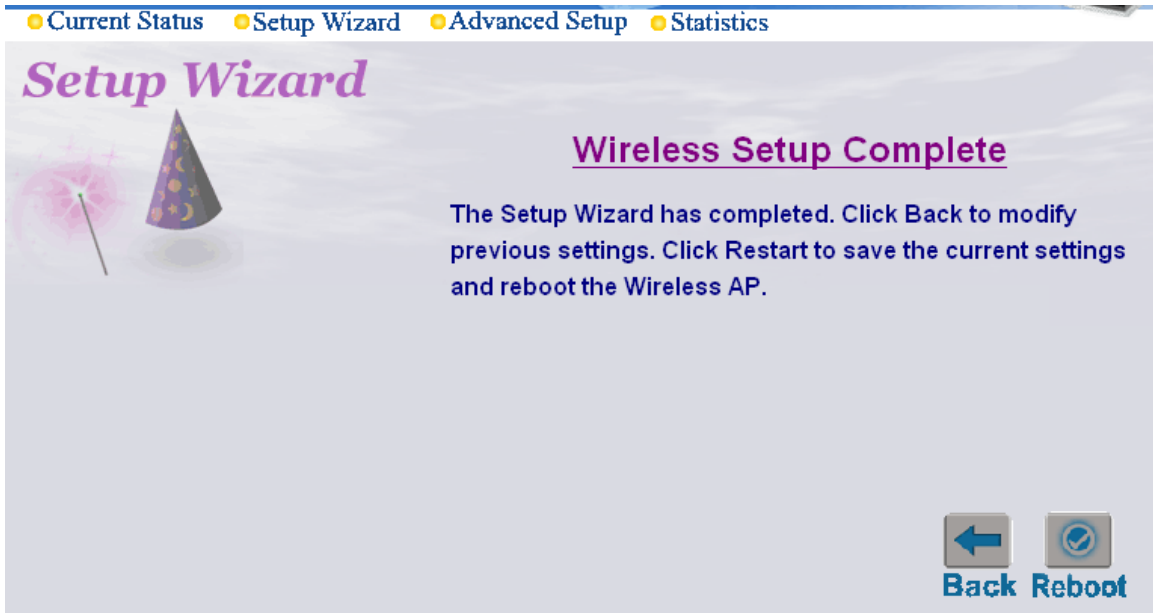 Current Status Setup Wizard Advanced Setup Statistics
Setup Wizard
Wireless Setup Complete
The Setup Wizard has completed. Click Back to modify
previous settings. Click Restart to save the current settings
and reboot the Wireless AP.
Back Reboot